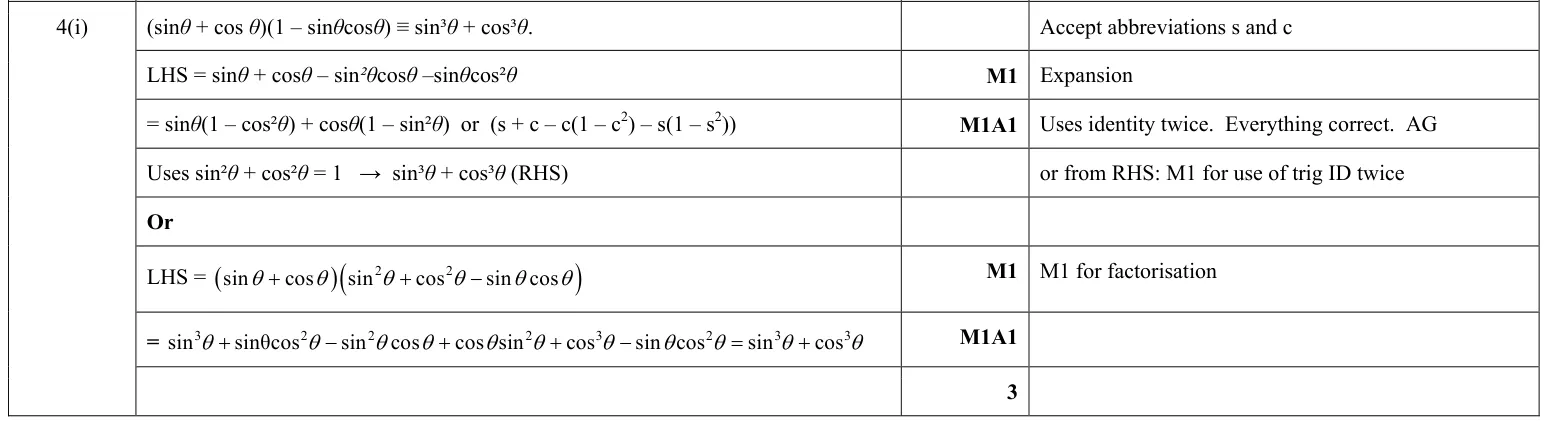 4(i) (sinθ + cos θ)(1 – sinθcosθ) ≡ sin³θ + cos³θ. Accept abbreviations s and c
LHS = sinθ + cosθ – sin²θcosθ –sinθcos²θ M1 Expansion
= sinθ(1 – cos²θ) + cosθ(1 – sin²θ) or (s + c – c(1 – c²) – s(1 – s²)) M1A1 Uses identity twice. Everything correct. AG
Uses sin²θ + cos²θ = 1 → sin³θ + cos³θ (RHS) or from RHS: M1 for use of trig ID twice
Or
LHS = (sin θ + cos θ)(sin²θ + cos²θ – sin θ cos θ) M1 M1 for factorisation
= sin³θ + sinθcos²θ – sin²θ cos θ + cos θsin²θ + cos³θ – sin θcos²θ = sin³θ + cos³θ M1A1
3